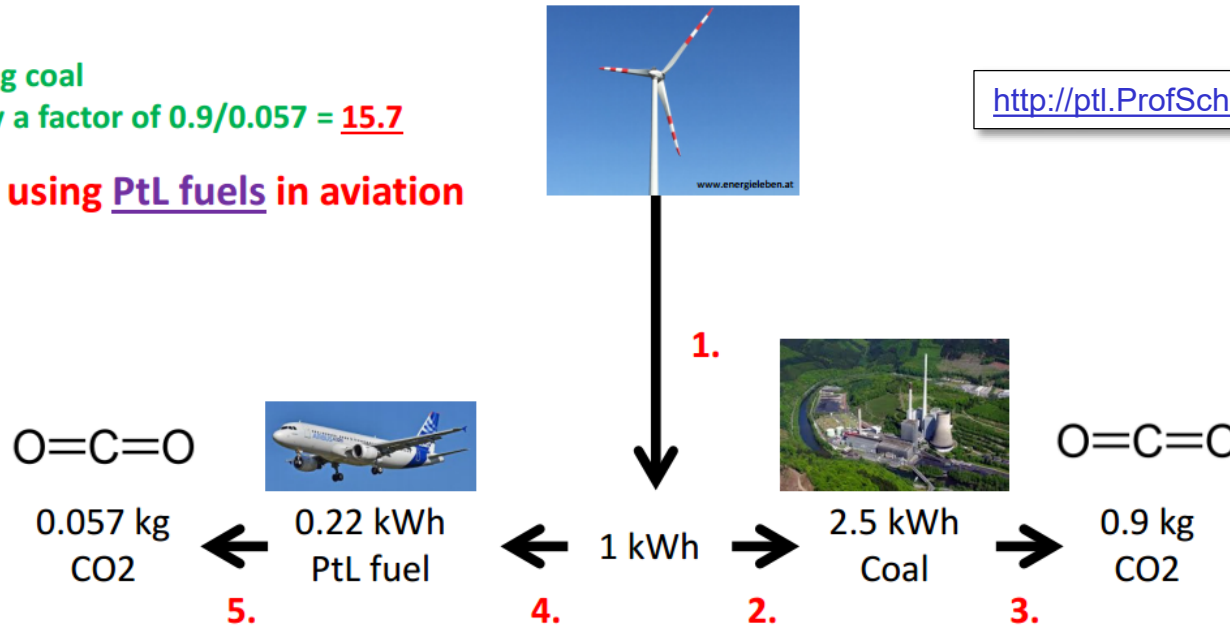 g coal
a factor of 0.9/0.057 = 15.7
using PtL fuels in aviation
http://ptl.ProfSch
www.energieleben.at
1.
O=C=O
O=C=O
0.057 kg
CO2
0.22 kWh
PtL fuel
1 kWh
2.5 kWh
Coal
0.9 kg
CO2
5.
4.
2.
3.